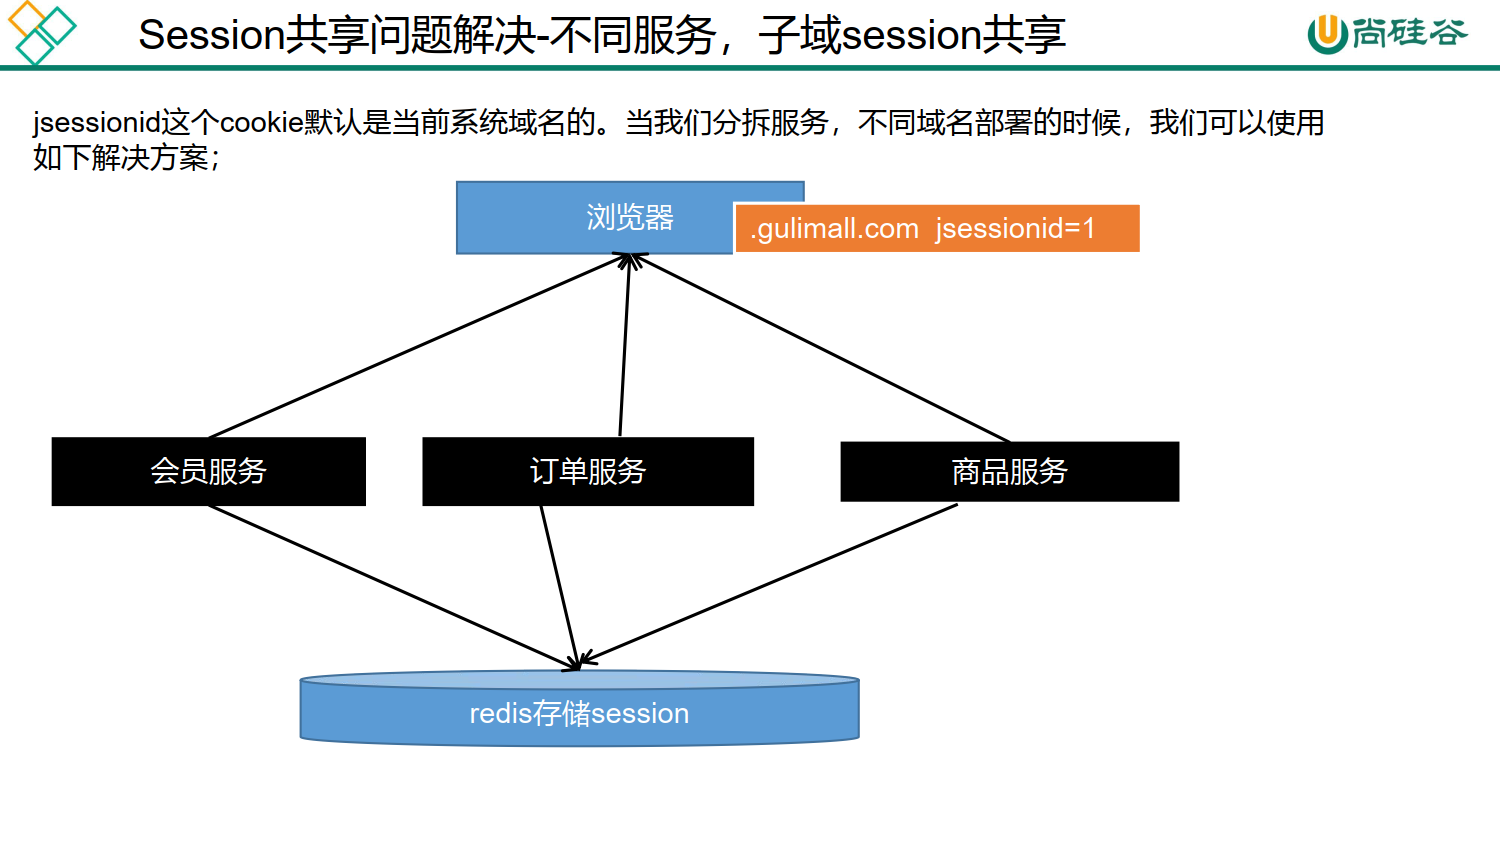 Session共享问题解决-不同服务，子域session共享
尚硅谷
jsessionid这个cookie默认是当前系统域名的。当我们分拆服务，不同域名部署的时候，我们可以使用
如下解决方案；
浏览器
.gulimall.com  jsessionid=1
会员服务
订单服务
商品服务
redis存储session